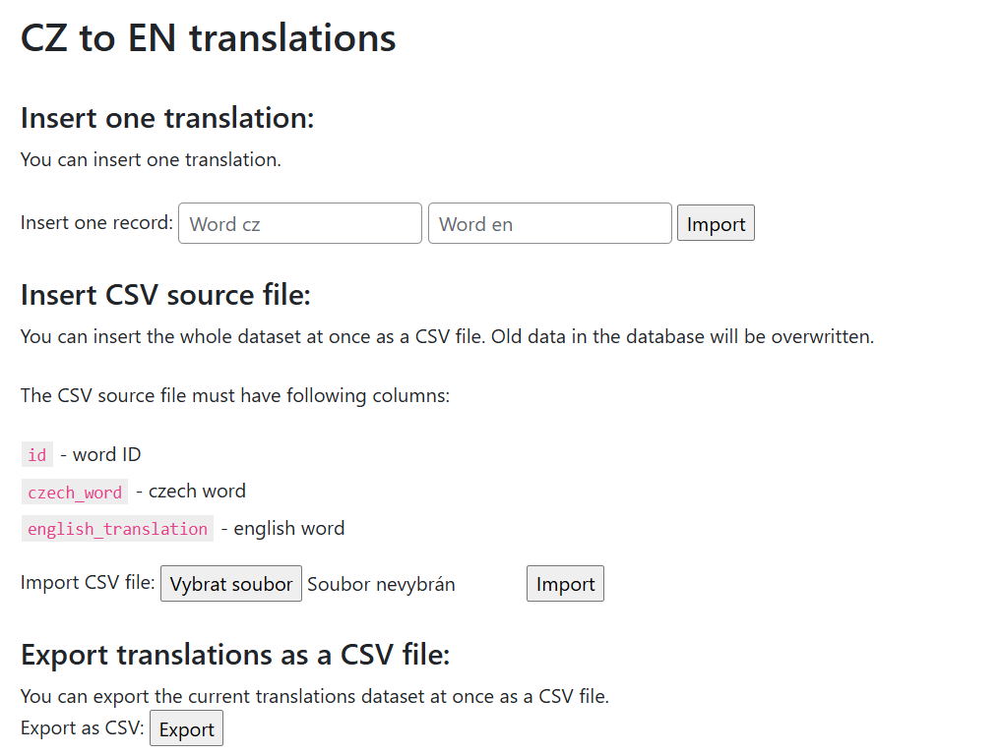 CZ to EN translations
Insert one translation:
You can insert one translation.
Insert one record: Word cz Word en Import
Insert CSV source file:
You can insert the whole dataset at once as a CSV file. Old data in the database will be overwritten.
The CSV source file must have following columns:
id - word ID
czech_word - czech word
english_translation - english word
Import CSV file: Vybrat soubor Soubor nevybrán Import
Export translations as a CSV file:
You can export the current translations dataset at once as a CSV file.
Export as CSV: Export